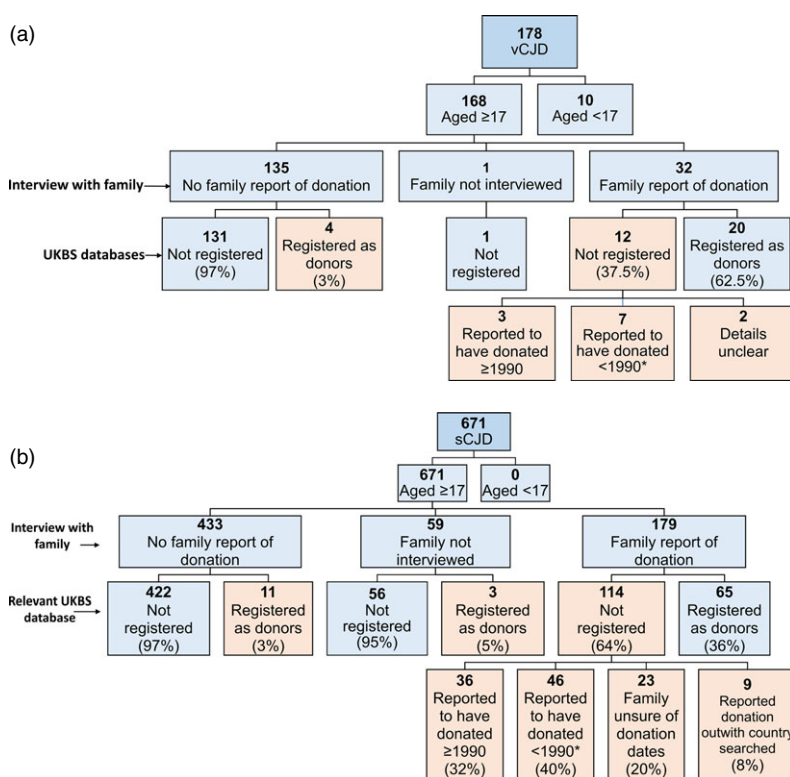 (a)
178
vCJD
168
Aged ≥17
10
Aged <17
Interview with family
135
No family report of donation
1
Family not interviewed
32
Family report of donation
UKBS databases
131
Not registered
(97%)
4
Registered as
donors
(3%)
1
Not
registered
12
Not registered
(37.5%)
20
Registered as
donors
(62.5%)
3
Reported to
have donated
≥1990
7
Reported to
have donated
<1990*
2
Details
unclear
(b)
671
sCJD
671
Aged ≥17
0
Aged <17
Interview with
family
433
No family report of
donation
59
Family not
interviewed
179
Family report of
donation
Relevant UKBS
database
422
Not
registered
(97%)
11
Registered
as donors
(3%)
56
Not
registered
(95%)
3
Registered
as donors
(5%)
114
Not
registered
(64%)
65
Registered
as donors
(36%)
36
Reported
to have
donated
≥1990
(32%)
46
Reported
to have
donated
<1990*
(40%)
23
Family
unsure of
donation
dates
(20%)
9
Reported
donation
outwith country
searched
(8%)